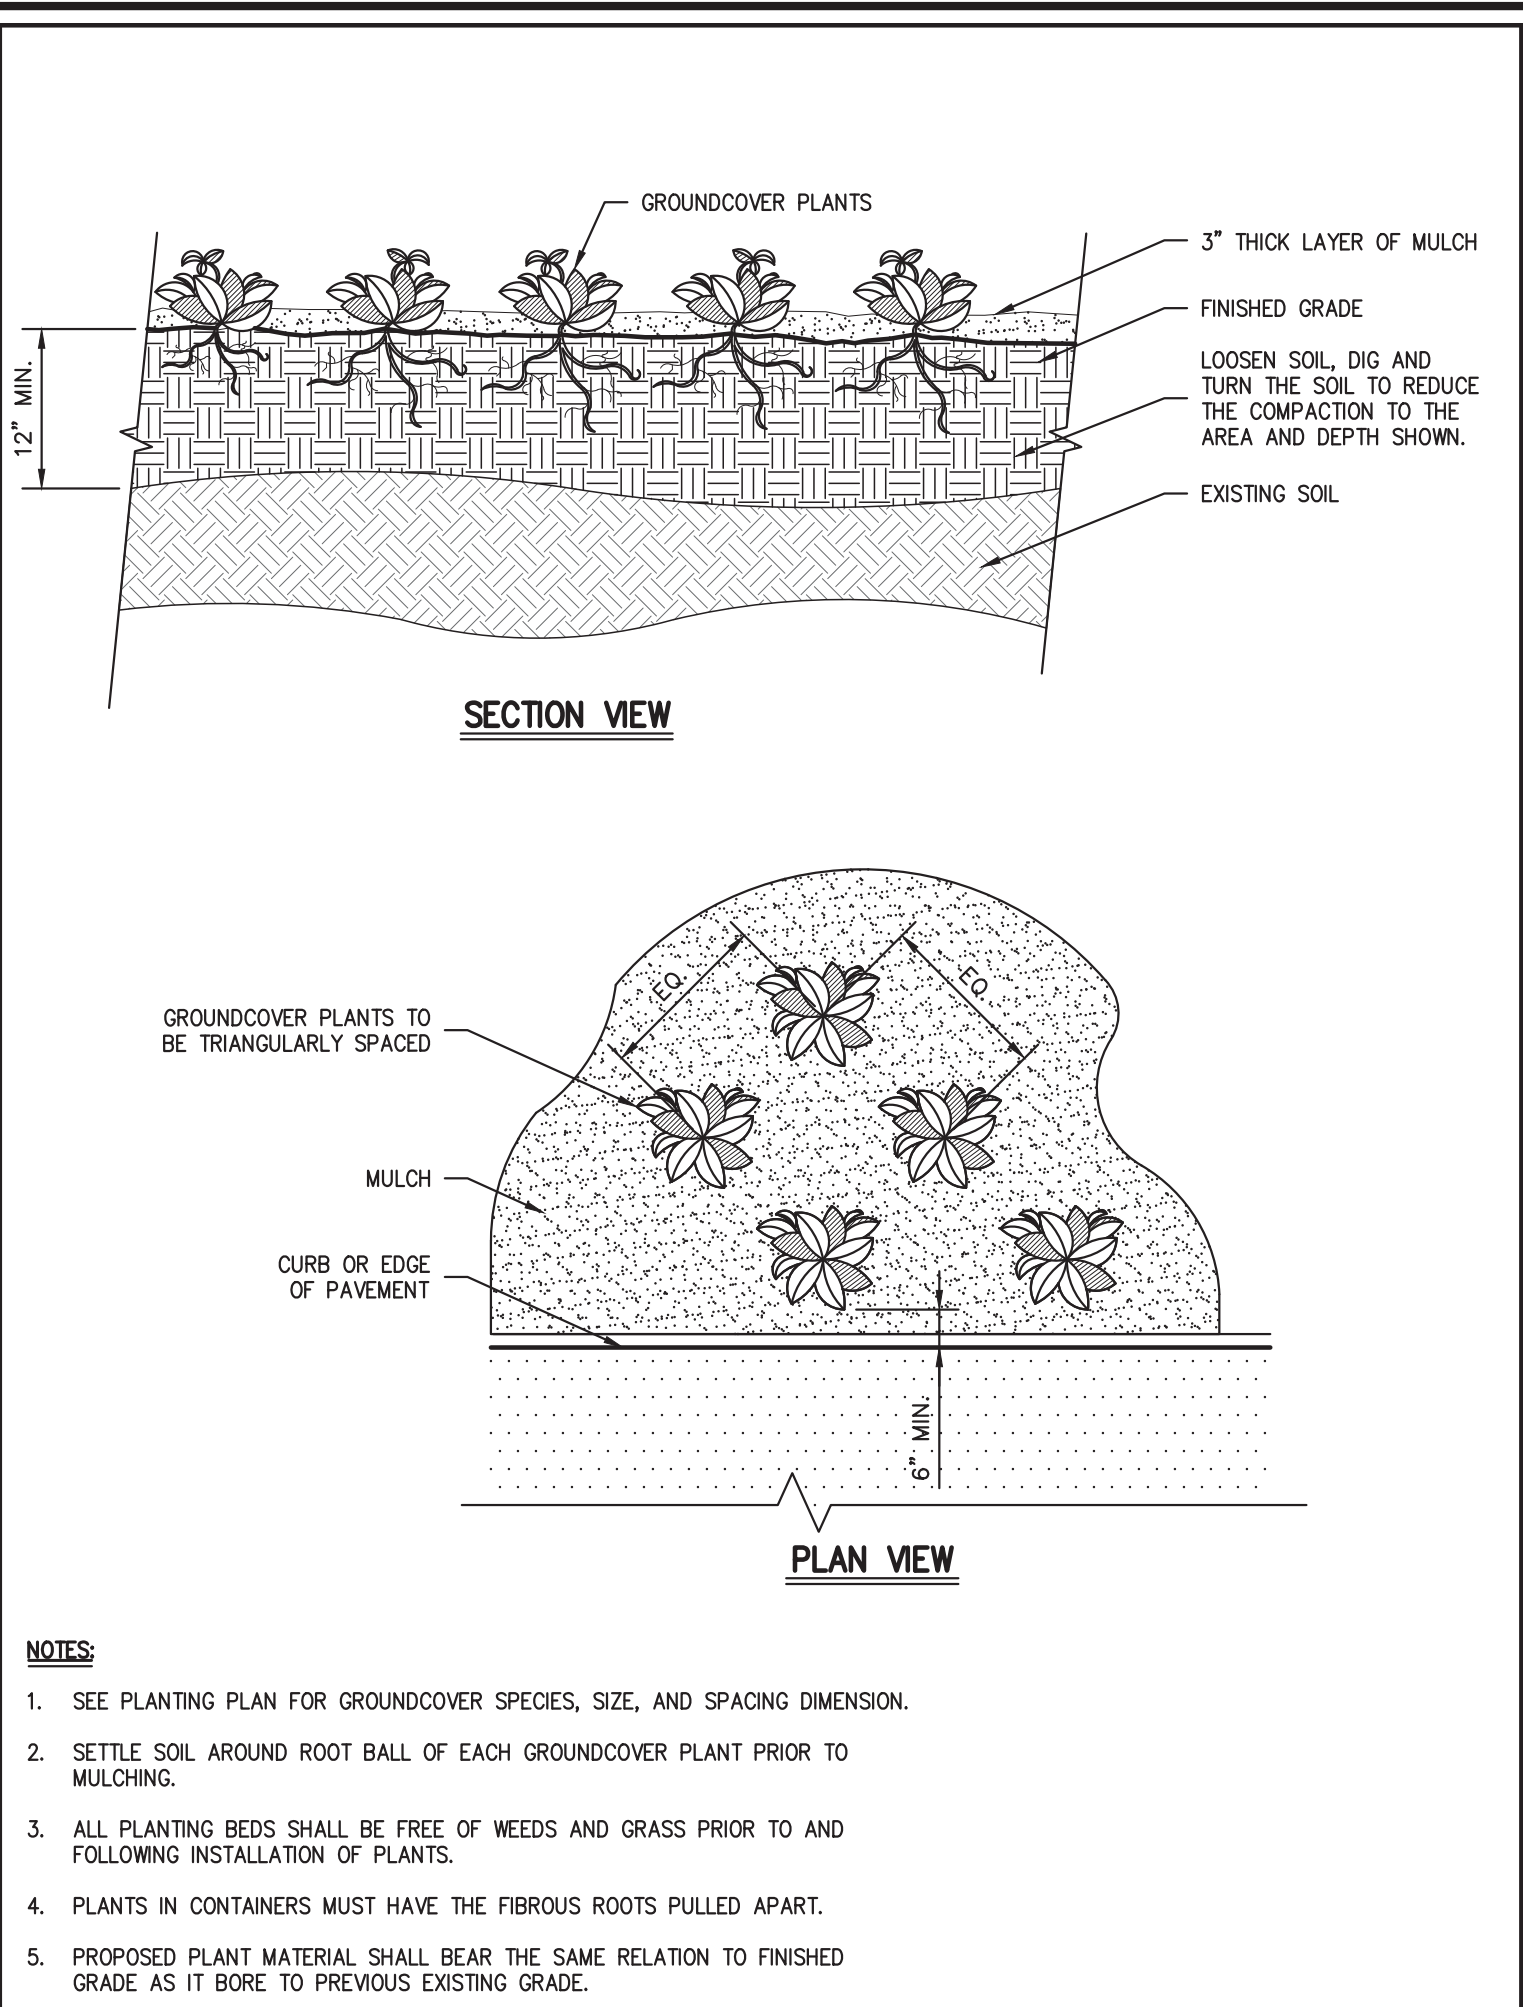 GROUNDCOVER PLANTS
3" THICK LAYER OF MULCH
FINISHED GRADE
LOOSEN SOIL, DIG AND
TURN THE SOIL TO REDUCE
THE COMPACTION TO THE
AREA AND DEPTH SHOWN.
EXISTING SOIL
12" MIN.
SECTION VIEW
EQ.
EQ.
GROUNDCOVER PLANTS TO
BE TRIANGULARLY SPACED
MULCH
CURB OR EDGE
OF PAVEMENT
6" MIN.
PLAN VIEW
NOTES:
1. SEE PLANTING PLAN FOR GROUNDCOVER SPECIES, SIZE, AND SPACING DIMENSION.
2. SETTLE SOIL AROUND ROOT BALL OF EACH GROUNDCOVER PLANT PRIOR TO
MULCHING.
3. ALL PLANTING BEDS SHALL BE FREE OF WEEDS AND GRASS PRIOR TO AND
FOLLOWING INSTALLATION OF PLANTS.
4. PLANTS IN CONTAINERS MUST HAVE THE FIBROUS ROOTS PULLED APART.
5. PROPOSED PLANT MATERIAL SHALL BEAR THE SAME RELATION TO FINISHED
GRADE AS IT BORE TO PREVIOUS EXISTING GRADE.